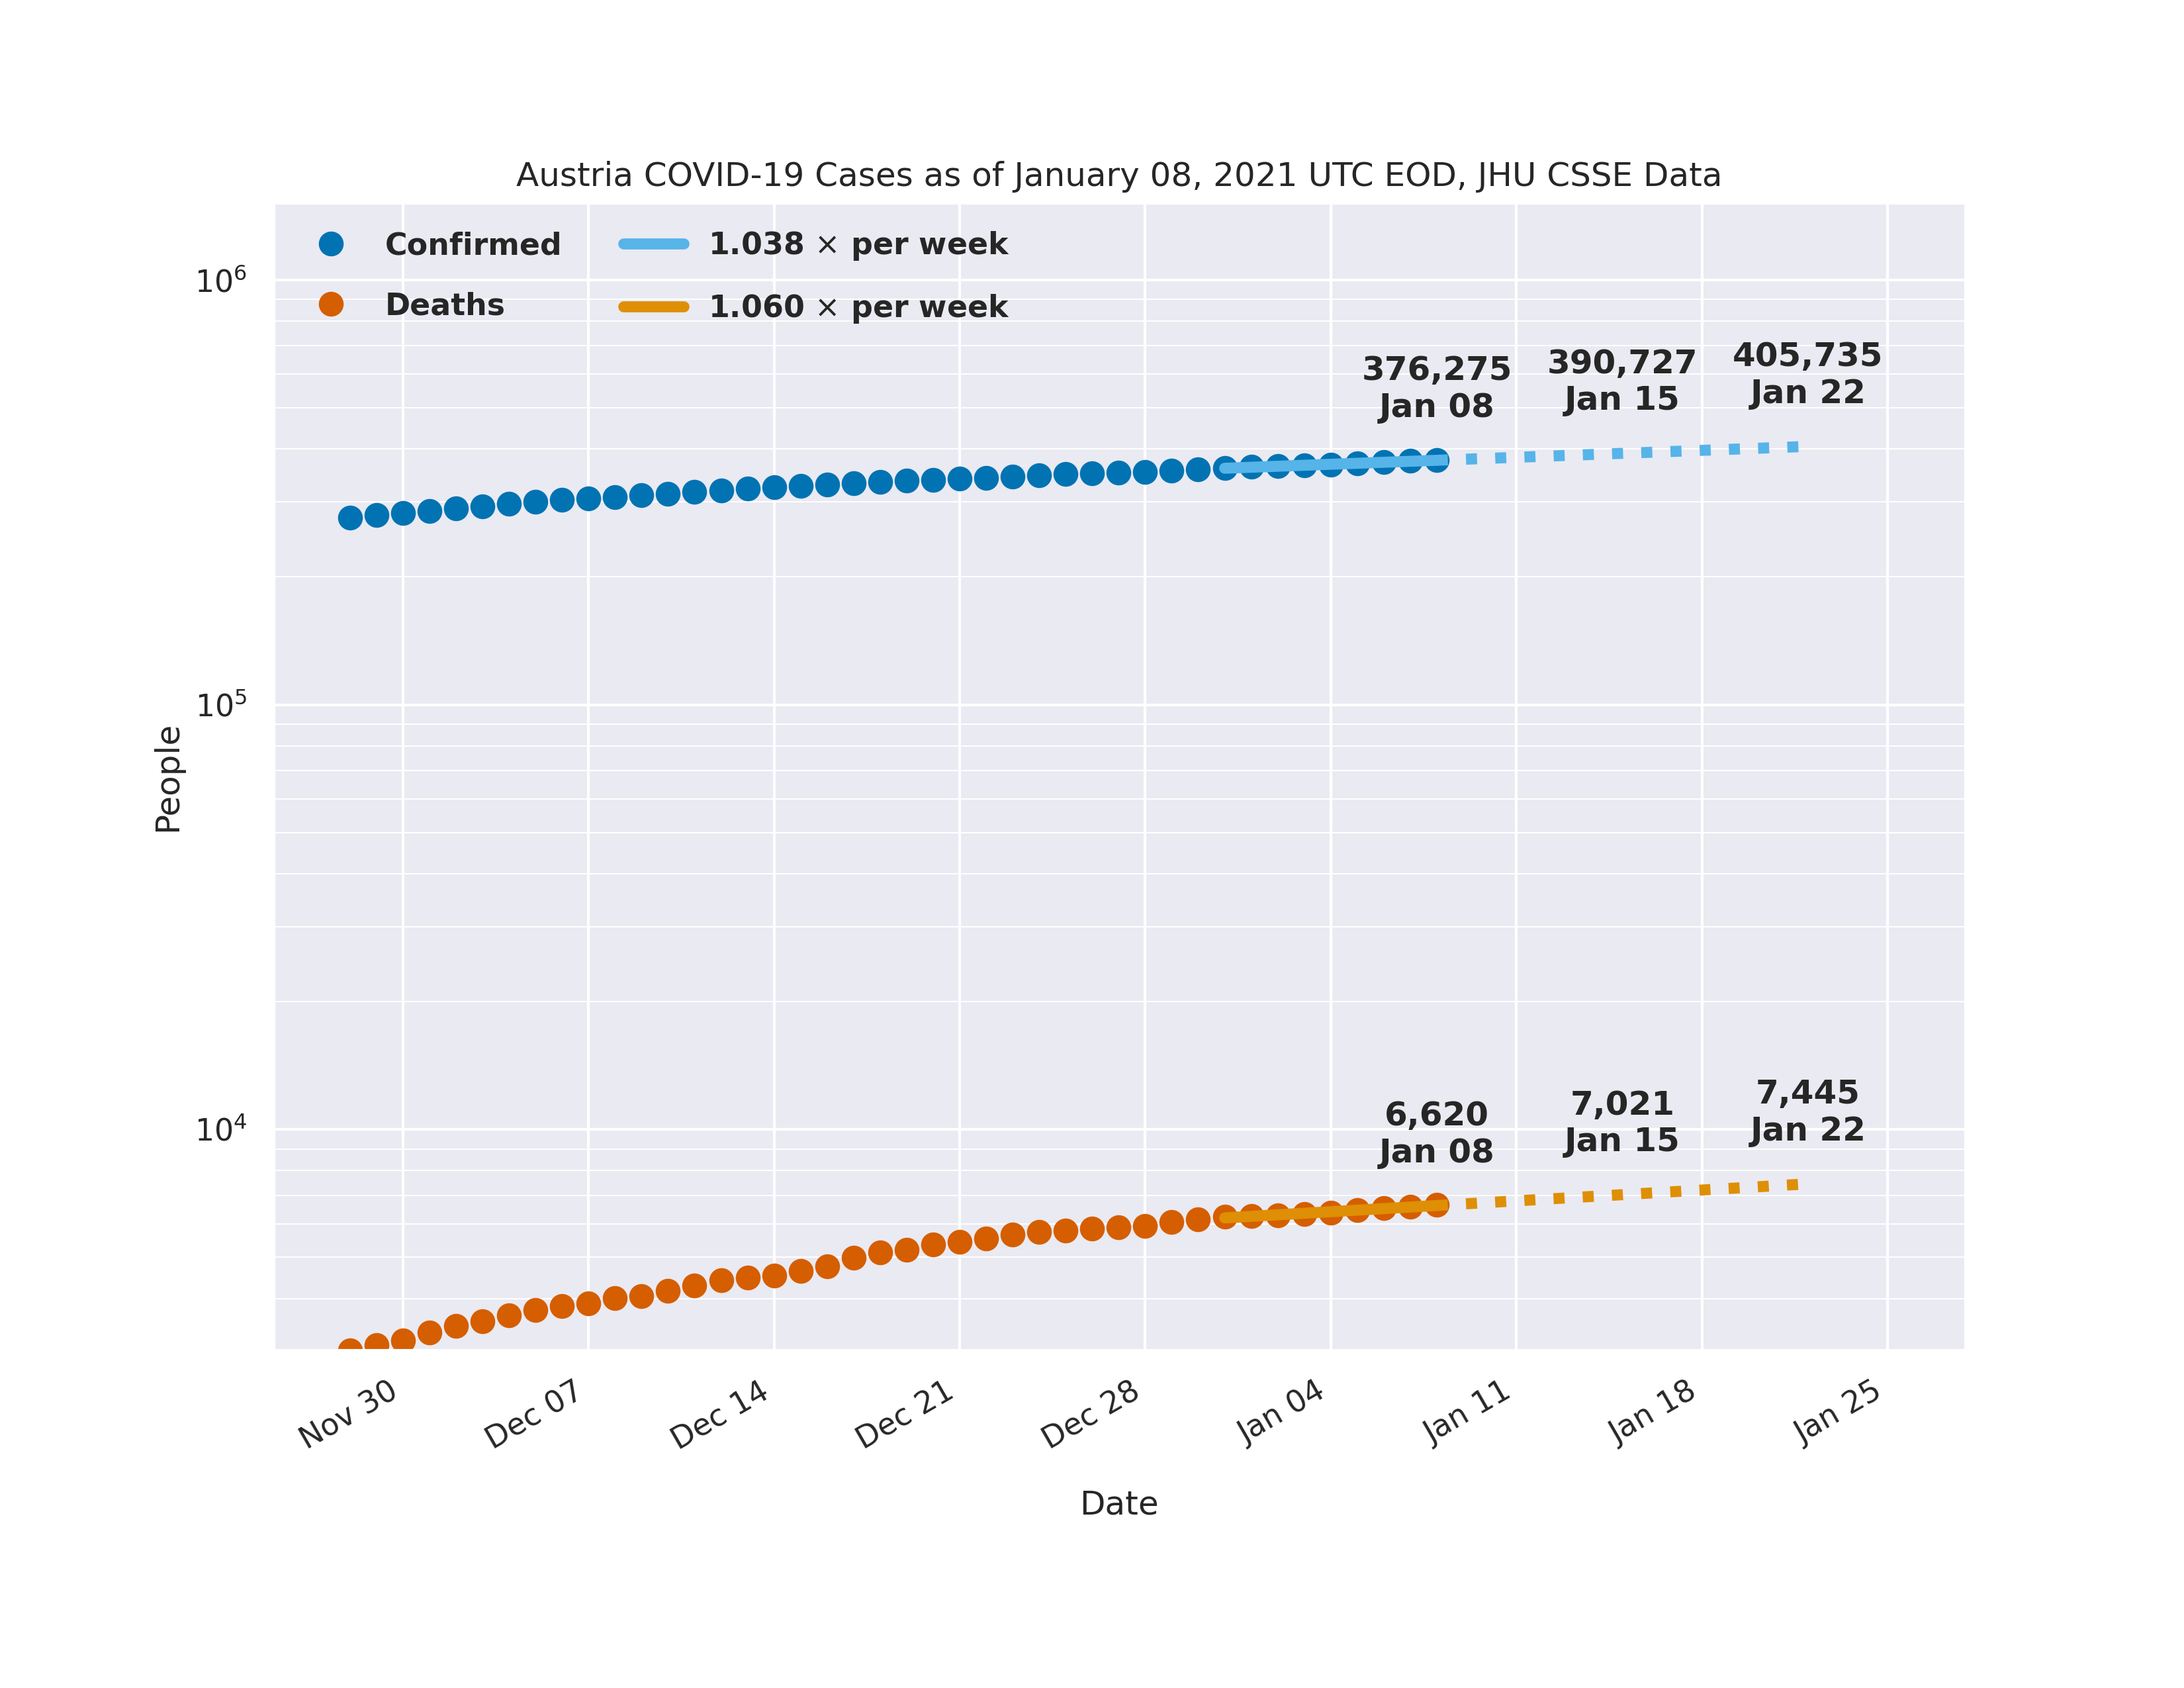 Austria COVID-19 Cases as of January 08, 2021 UTC EOD, JHU CSSE Data
Confirmed
Deaths
1.038 × per week
1.060 × per week
10⁶
10⁵
10⁴
People
376,275
Jan 08
390,727
Jan 15
405,735
Jan 22
6,620
Jan 08
7,021
Jan 15
7,445
Jan 22
Nov 30
Dec 07
Dec 14
Dec 21
Dec 28
Jan 04
Jan 11
Jan 18
Jan 25
Date